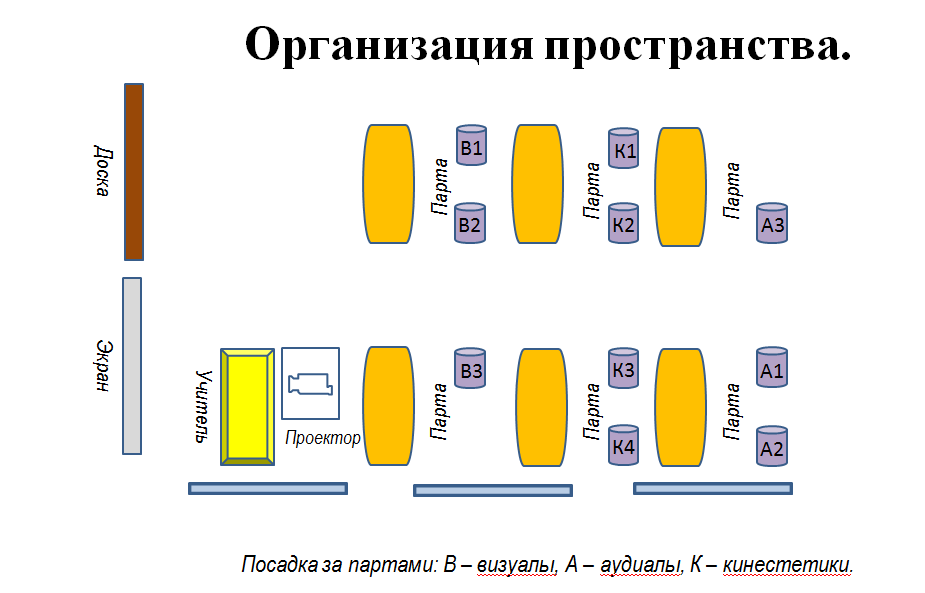 Организация пространства.
Доска
Парта
В1
В2
Парта
К1
К2
Парта
А3
Экран
Учитель
Проектор
Парта
В3
Парта
К3
К4
Парта
А1
А2
Посадка за партами: В – визуалы, А – аудиалы, К – кинестетики.